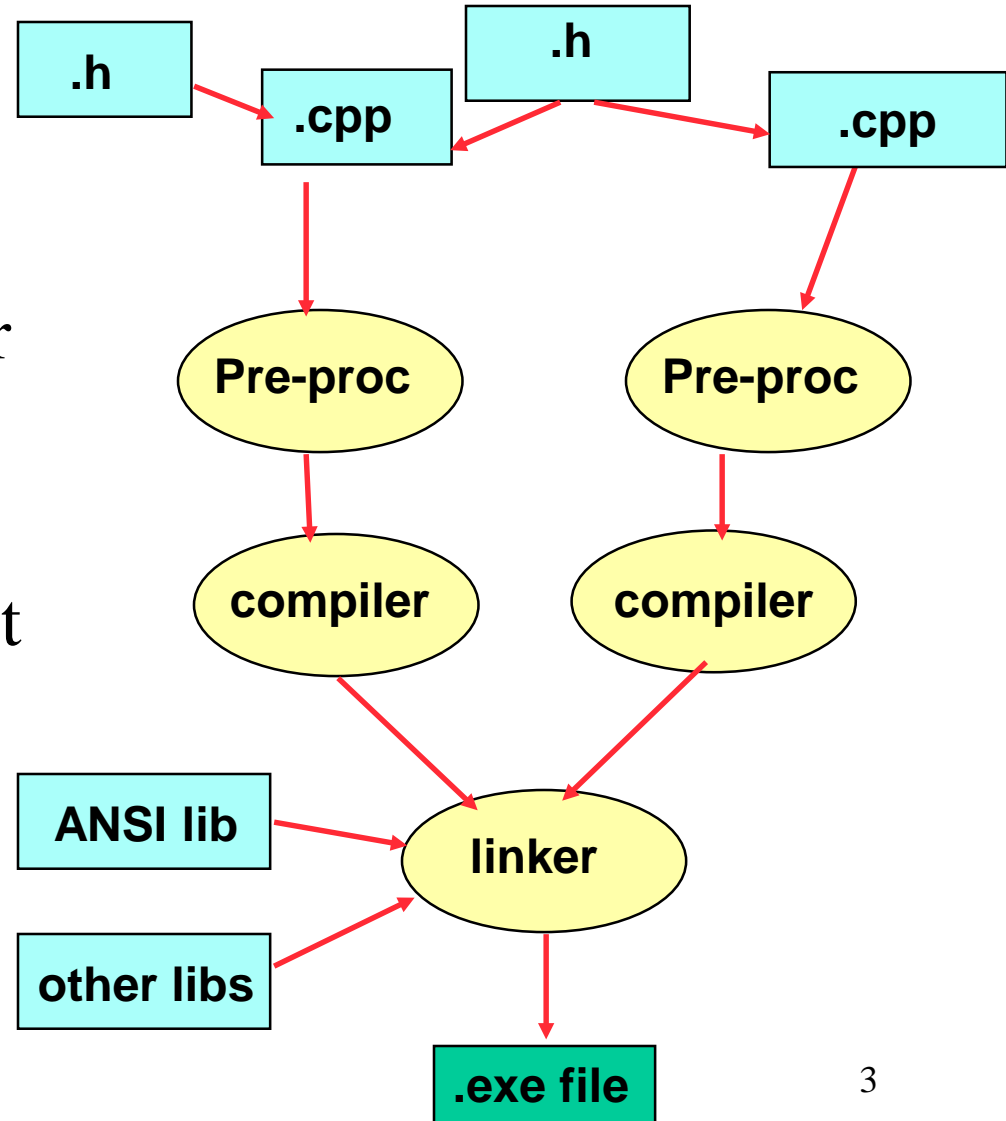 .h
.h
.cpp
.cpp
r
Pre-proc
Pre-proc
compiler
compiler
t
ANSI lib
linker
other libs
.exe file
3